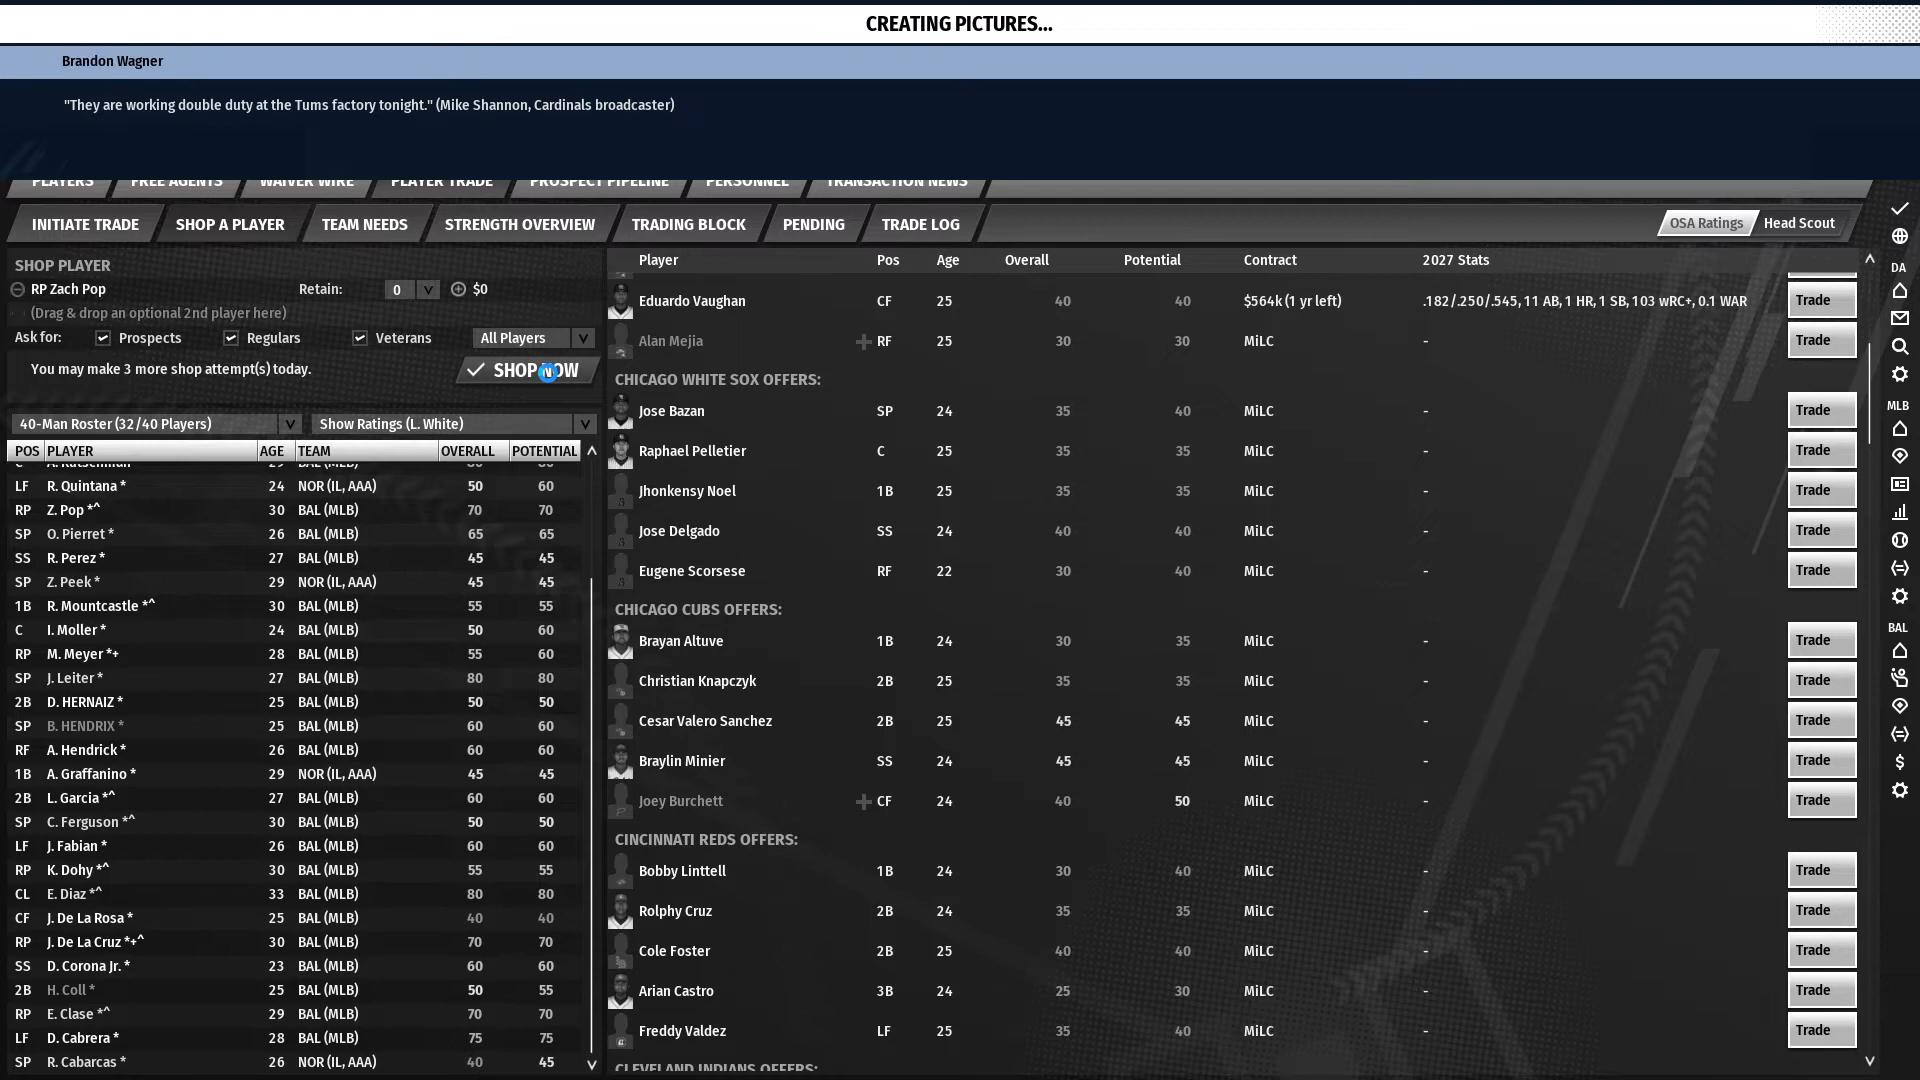 CREATING PICTURES...
Brandon Wagner
"They are working double duty at the Tums factory tonight." (Mike Shannon, Cardinals broadcaster)
PLAYERS FREE AGENTS WAIVER WIRE PLAYER TRADE PROSPECT PIPELINE PERSONNEL TRANSACTION NEWS
INITIATE TRADE SHOP A PLAYER TEAM NEEDS STRENGTH OVERVIEW TRADING BLOCK PENDING TRADE LOG OSA Ratings Head Scout
SHOP PLAYER
RP Zach Pop Retain: 0 $0
(Drag & drop an optional 2nd player here)
Ask for: Prospects Regulars Veterans All Players
You may make 3 more shop attempt(s) today. SHOP NOW
40-Man Roster (32/40 Players) Show Ratings (L. White)
POS PLAYER AGE TEAM OVERALL POTENTIAL
C A. Rutschman 29 BAL (MLB) 80 80
LF R. Quintana * 24 NOR (IL, AAA) 50 60
RP Z. Pop *^ 30 BAL (MLB) 70 70
SP O. Pierret * 26 BAL (MLB) 65 65
SS R. Perez * 27 BAL (MLB) 45 45
SP Z. Peek * 29 NOR (IL, AAA) 45 45
1B R. Mountcastle *^ 30 BAL (MLB) 55 55
C I. Moller * 24 BAL (MLB) 50 60
RP M. Meyer *+ 28 BAL (MLB) 55 60
SP J. Leiter * 27 BAL (MLB) 80 80
2B D. HERNAIZ * 25 BAL (MLB) 50 50
SP B. HENDRIX * 25 BAL (MLB) 60 60
RF A. Hendrick * 26 BAL (MLB) 60 60
1B A. Graffanino * 29 NOR (IL, AAA) 45 45
2B L. Garcia *^ 27 BAL (MLB) 60 60
SP C. Ferguson *^ 30 BAL (MLB) 50 50
LF J. Fabian * 26 BAL (MLB) 60 60
RP K. Dohy *^ 30 BAL (MLB) 55 55
CL E. Diaz *^ 33 BAL (MLB) 80 80
CF J. De La Rosa * 25 BAL (MLB) 40 40
RP J. De La Cruz *+^ 30 BAL (MLB) 70 70
SS D. Corona Jr. * 23 BAL (MLB) 60 60
2B H. Coll * 25 BAL (MLB) 50 55
RP E. Clase *^ 29 BAL (MLB) 70 70
LF D. Cabrera * 28 BAL (MLB) 75 75
SP R. Cabarcas * 26 NOR (IL, AAA) 40 45
Player Pos Age Overall Potential Contract 2027 Stats
Eduardo Vaughan CF 25 40 40 $564k (1 yr left) .182/.250/.545, 11 AB, 1 HR, 1 SB, 103 wRC+, 0.1 WAR Trade
Alan Mejia RF 25 30 30 MiLC - Trade
CHICAGO WHITE SOX OFFERS:
Jose Bazan SP 24 35 40 MiLC - Trade
Raphael Pelletier C 25 35 35 MiLC - Trade
Jhonkensy Noel 1B 25 35 35 MiLC - Trade
Jose Delgado SS 24 40 40 MiLC - Trade
Eugene Scorsese RF 22 30 40 MiLC - Trade
CHICAGO CUBS OFFERS:
Brayan Altuve 1B 24 30 35 MiLC - Trade
Christian Knapczyk 2B 25 35 35 MiLC - Trade
Cesar Valero Sanchez 2B 25 45 45 MiLC - Trade
Braylin Minier SS 24 45 45 MiLC - Trade
Joey Burchett CF 24 40 50 MiLC - Trade
CINCINNATI REDS OFFERS:
Bobby Linttell 1B 24 30 40 MiLC - Trade
Rolphy Cruz 2B 24 35 35 MiLC - Trade
Cole Foster 2B 25 40 40 MiLC - Trade
Arian Castro 3B 24 25 30 MiLC - Trade
Freddy Valdez LF 25 35 40 MiLC - Trade
CLEVELAND INDIANS OFFERS:
DA
MLB
BAL